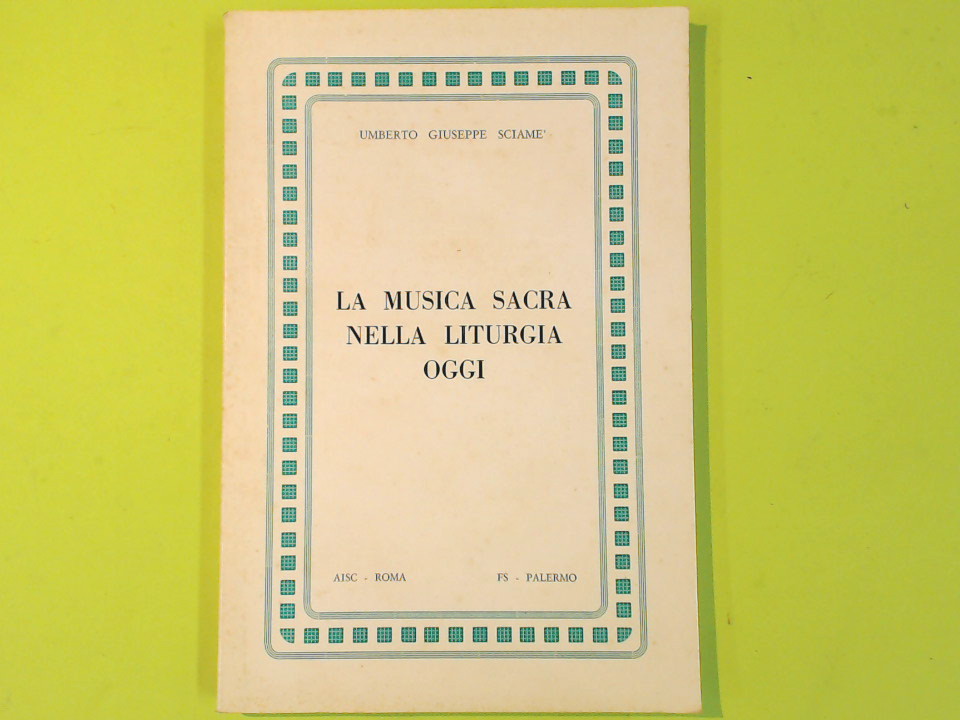 UMBERTO GIUSEPPE SCIAME'
LA MUSICA SACRA
NELLA LITURGIA
OGGI
AISC - ROMA
FS - PALERMO